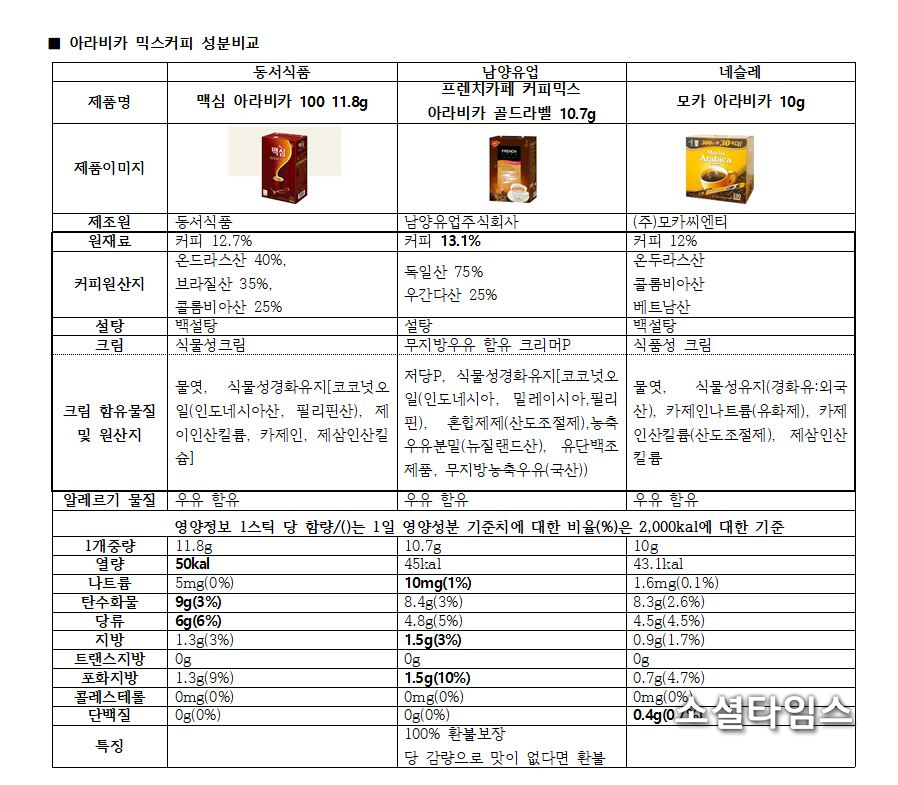 ■ 아라비카 믹스커피 성분비교
동서식품 남양유업 네슬레
제품명 맥심 아라비카 100 11.8g 프렌치카페 커피믹스 아라비카 골드라벨 10.7g 모카 아라비카 10g
제품이미지 맥심 FRENCH Mocha Arabica
제조원 동서식품 남양유업주식회사 (주)모카씨엔티
원재료 커피 12.7% 커피 13.1% 커피 12%
커피원산지
온드라스산 40%,
브라질산 35%,
콜롬비아산 25%
독일산 75%
우간다산 25%
온두라스산
콜롬비아산
베트남산
설탕 백설탕 설탕 백설탕
크림 식물성크림 무지방우유 함유 크리머P 식품성 크림
크림 함유물질
및 원산지
물엿, 식물성경화유지[코코넛오
일(인도네시아산, 필리핀산), 제
이인산킬륨, 카제인, 제삼인산킬
슘]
저당P, 식물성경화유지[코코넛오
일(인도네시아, 밀레이시아,필리
핀), 혼합제제(산도조절제),농축
우유분밀(뉴질랜드산), 유단백조
제품, 무지방농축우유(국산))
물엿, 식물성유지(경화유:외국
산), 카제인나트륨(유화제), 카제
인산킬륨(산도조절제), 제삼인산
킬륨
알레르기 물질 우유 함유 우유 함유 우유 함유
영양정보 1스틱 당 함량/()는 1일 영양성분 기준치에 대한 비율(%)은 2,000kal에 대한 기준
1개중량 11.8g 10.7g 10g
열량 50kal 45kal 43.1kal
나트륨 5mg(0%) 10mg(1%) 1.6mg(0.1%)
탄수화물 9g(3%) 8.4g(3%) 8.3g(2.6%)
당류 6g(6%) 4.8g(5%) 4.5g(4.5%)
지방 1.3g(3%) 1.5g(3%) 0.9g(1.7%)
트랜스지방 0g 0g 0g
포화지방 1.3g(9%) 1.5g(10%) 0.7g(4.7%)
콜레스테롤 0mg(0%) 0mg(0%) 0mg(0%)
단백질 0g(0%) 0g(0%) 0.4g(0.7%)
스셜타임스
특징
100% 환불보장
당 감량으로 맛이 없다면 환불